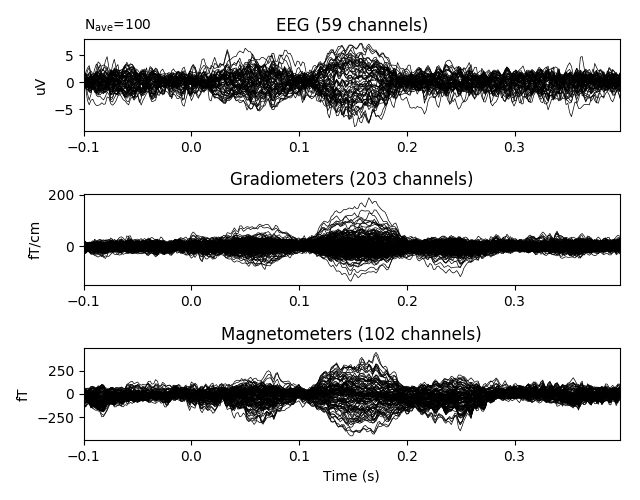 N_ave=100
EEG (59 channels)
5
0
−5
uV
−0.1 0.0 0.1 0.2 0.3
Gradiometers (203 channels)
200
0
fT/cm
−0.1 0.0 0.1 0.2 0.3
Magnetometers (102 channels)
250
0
−250
fT
−0.1 0.0 0.1 0.2 0.3
Time (s)